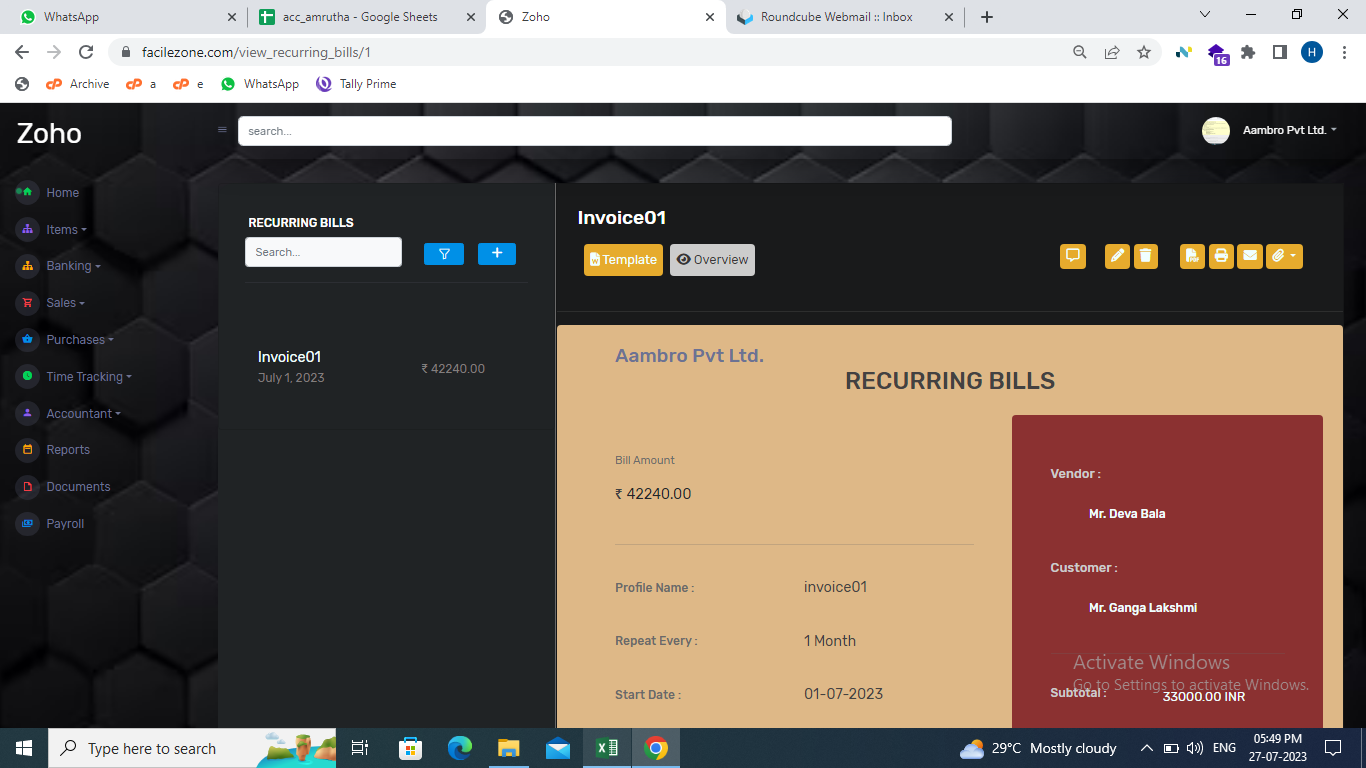 WhatsApp
acc_amrutha - Google Sheets
Zoho
Roundcube Webmail :: Inbox
facilezone.com/view_recurring_bills/1
16
H
Archive
a
e
WhatsApp
Tally Prime
Zoho
search...
Aambro Pvt Ltd.
Home
Items
Banking
Sales
Purchases
Time Tracking
Accountant
Reports
Documents
Payroll
RECURRING BILLS
Search...
Invoice01
July 1, 2023
₹ 42240.00
Invoice01
Template
Overview
PDF
Aambro Pvt Ltd.
RECURRING BILLS
Bill Amount
₹ 42240.00
Profile Name : invoice01
Repeat Every : 1 Month
Start Date : 01-07-2023
Vendor :
Mr. Deva Bala
Customer :
Mr. Ganga Lakshmi
Subtotal : 33000.00 INR
Activate Windows
Go to Settings to activate Windows.
Type here to search
29°C Mostly cloudy
ENG
05:49 PM
27-07-2023